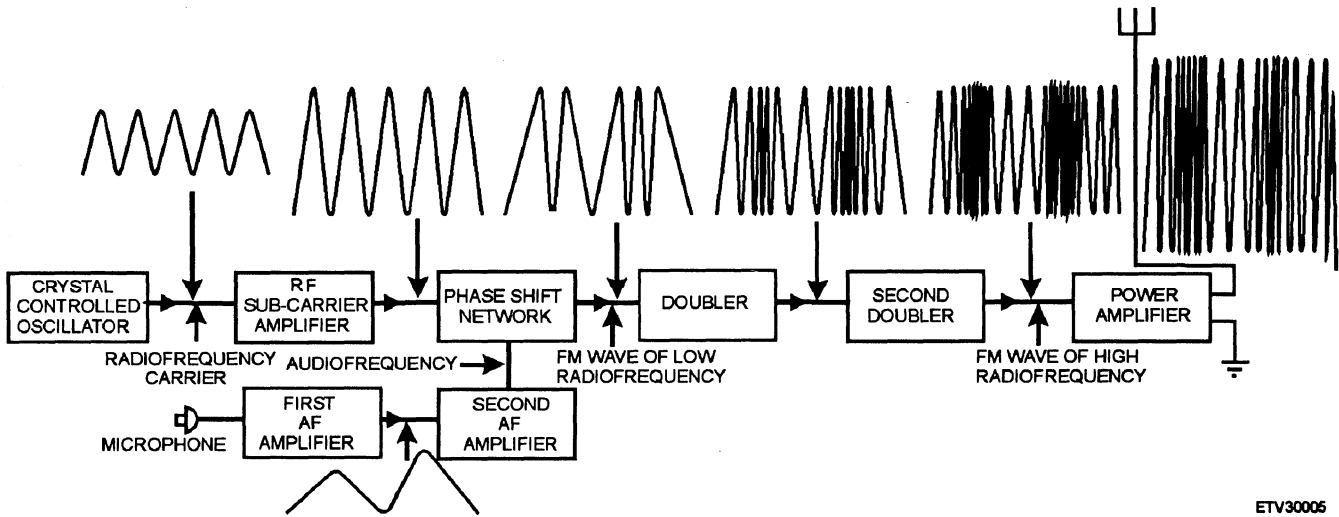 CRYSTAL
CONTROLLED
OSCILLATOR
RF
SUB-CARRIER
AMPLIFIER
PHASE SHIFT
NETWORK
DOUBLER
SECOND
DOUBLER
POWER
AMPLIFIER
RADIOFREQUENCY
CARRIER
AUDIOFREQUENCY
FM WAVE OF LOW
RADIOFREQUENCY
FM WAVE OF HIGH
RADIOFREQUENCY
MICROPHONE
FIRST
AF
AMPLIFIER
SECOND
AF
AMPLIFIER
ETV30005